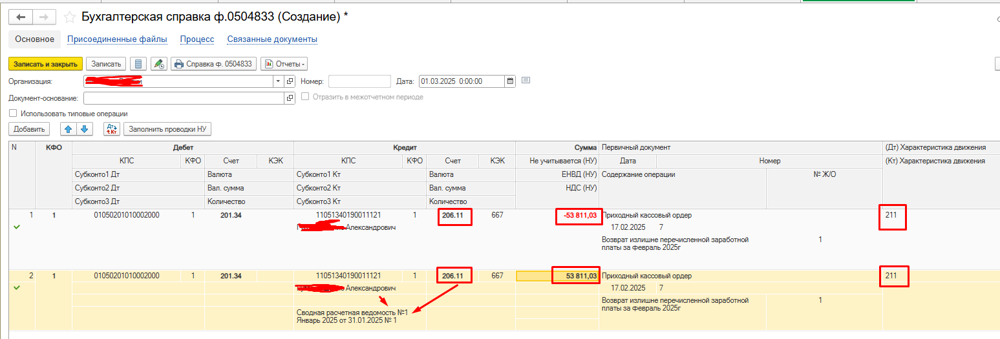 Бухгалтерская справка ф.0504833 (Создание) *
Основное Присоединенные файлы Процесс Связанные документы
Записать и закрыть Записать Справка ф. 0504833 Отчеты
Организация: Номер: Дата: 01.03.2025 0:00:00
Документ-основание: Отразить в межотчетном периоде
Использовать типовые операции
Добавить Дт Кт Заполнить проводки НУ
N КФО Дебет Кредит Сумма Первичный документ (Дт) Характеристика движения
КПС КФО Счет КЭК КПС КФО Счет КЭК Не учитывается (НУ) Дата Номер (Кт) Характеристика движения
Субконто1 Дт Валюта Субконто1 Кт Валюта ЕНВД (НУ) Содержание операции № Ж/О
Субконто2 Дт Вал. сумма Субконто2 Кт Вал. сумма НДС (НУ)
Субконто3 Дт Количество Субконто3 Кт Количество
1 1 01050201010002000 1 201.34 11051340190011121 1 206.11 667 -53 811,03 Приходный кассовый ордер 211
Александрович 17.02.2025 7
Возврат излишне перечисленной заработной 1
платы за февраль 2025г
2 1 01050201010002000 1 201.34 11051340190011121 1 206.11 667 53 811,03 Приходный кассовый ордер 211
Александрович 17.02.2025 7
Возврат излишне перечисленной заработной 1
платы за февраль 2025г
Сводная расчетная ведомость №1
Январь 2025 от 31.01.2025 № 1